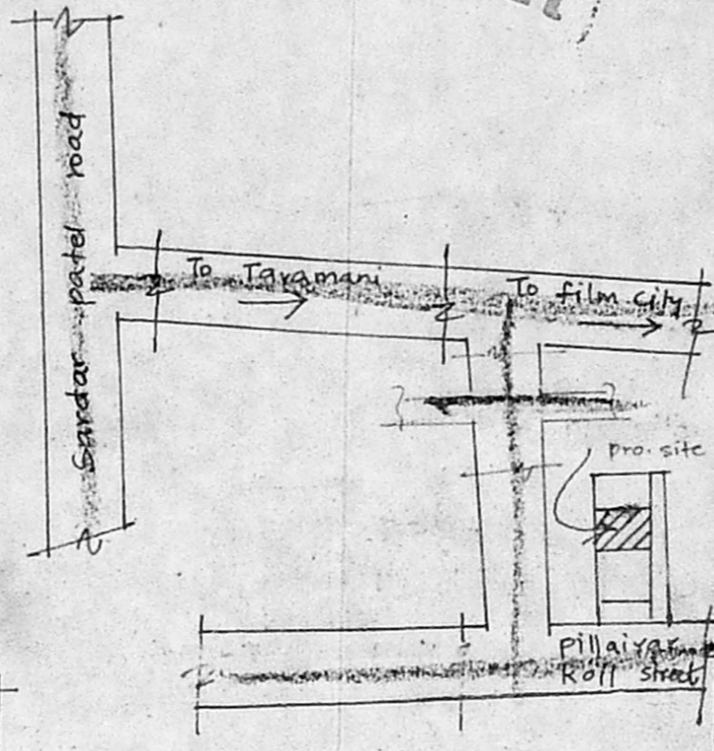 Sardar patel road
To Taramani
To film city
pro. site
pillaiyar
Koil street